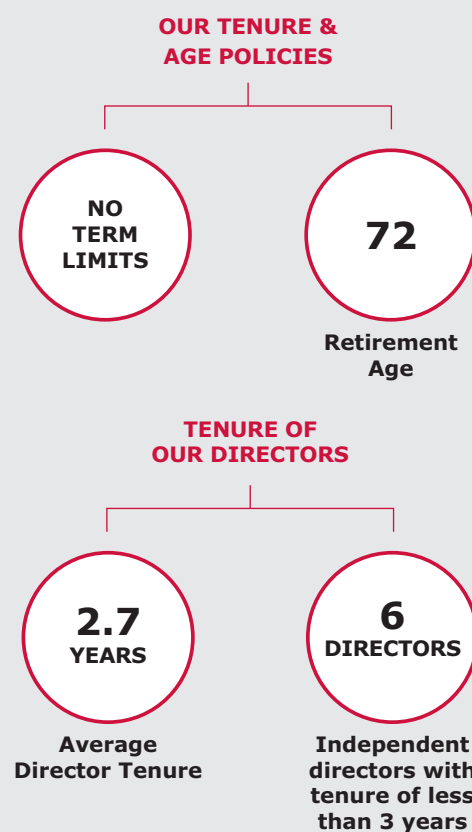 OUR TENURE &
AGE POLICIES
NO
TERM
LIMITS
72
Retirement
Age
TENURE OF
OUR DIRECTORS
2.7
YEARS
Average
Director Tenure
6
DIRECTORS
Independent
directors with
tenure of less
than 3 years